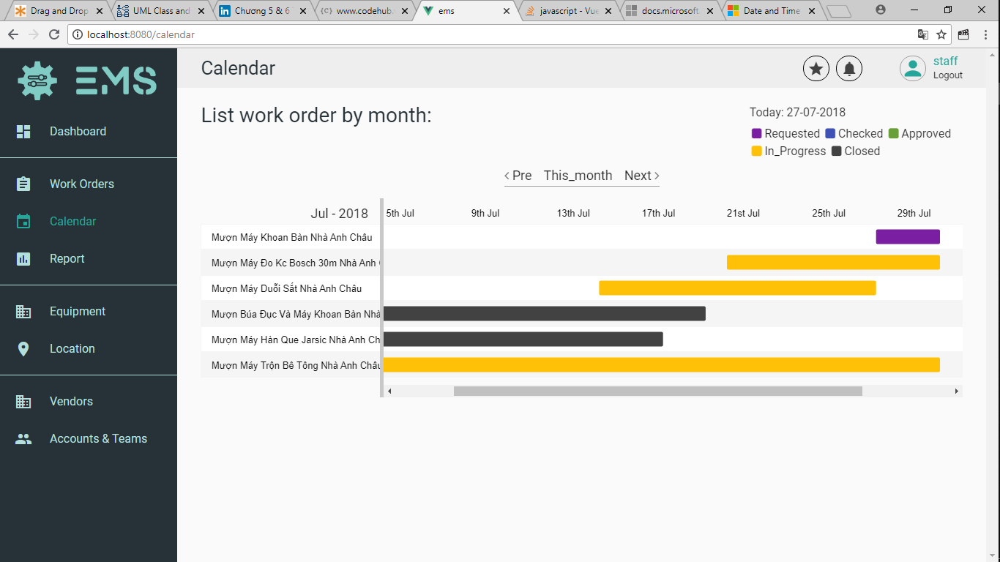 Drag and Drop
UML Class and
Chương 5 & 6
www.codehub.
ems
javascript - Vue
docs.microsoft.
Date and Time
localhost:8080/calendar
EMS
Dashboard
Work Orders
Calendar
Report
Equipment
Location
Vendors
Accounts & Teams
Calendar
staff
Logout
List work order by month:
Today: 27-07-2018
Requested Checked Approved
In_Progress Closed
< Pre This_month Next >
Jul - 2018 5th Jul 9th Jul 13th Jul 17th Jul 21st Jul 25th Jul 29th Jul
Mượn Máy Khoan Bàn Nhà Anh Châu
Mượn Máy Đo Kc Bosch 30m Nhà Anh
Mượn Máy Duỗi Sắt Nhà Anh Châu
Mượn Búa Đục Và Máy Khoan Bàn Nhà
Mượn Máy Hàn Que Jarsic Nhà Anh Ch
Mượn Máy Trộn Bê Tông Nhà Anh Châu